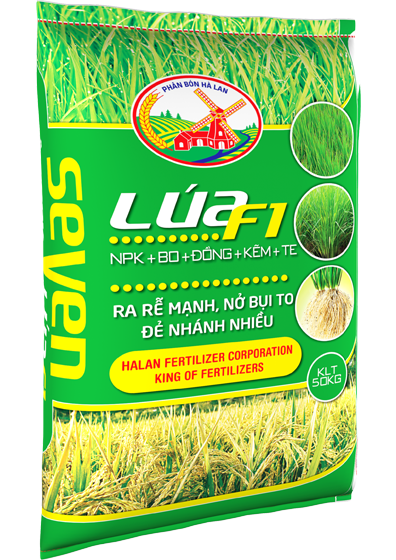 PHÂN BÓN HÀ LAN
seven
LÚA F1
NPK + BO + ĐỒNG + KẼM + TE
RA RỄ MẠNH, NỞ BỤI TO
ĐẺ NHÁNH NHIỀU
HALAN FERTILIZER CORPORATION
KING OF FERTILIZERS
KLT
50KG